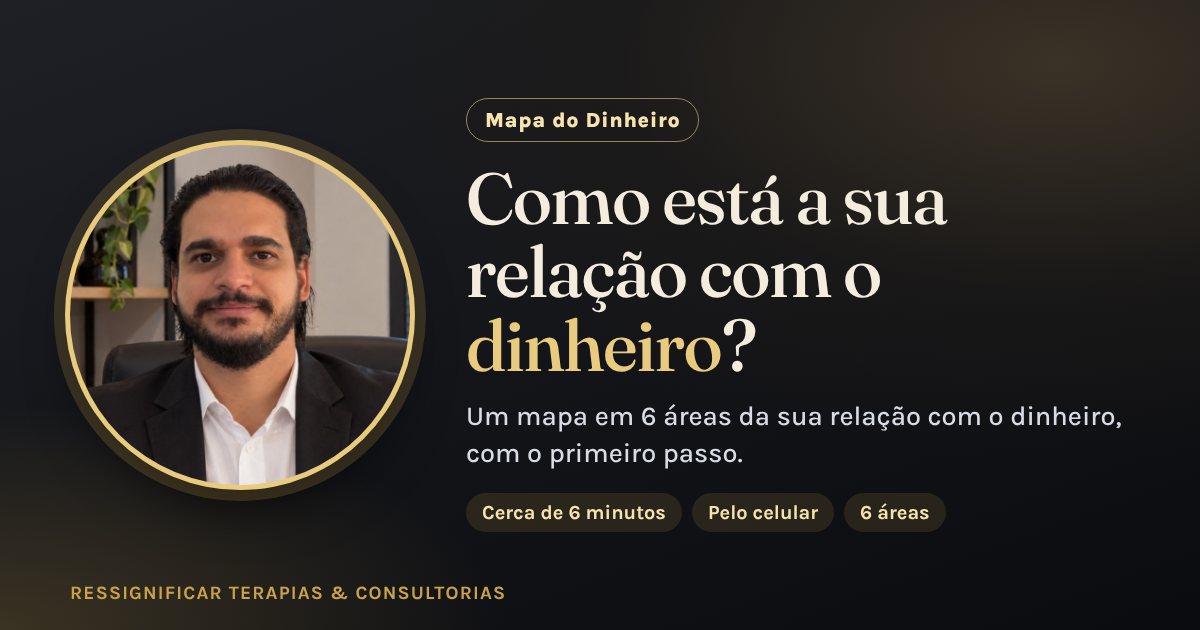 Mapa do Dinheiro
Como está a sua
relação com o
dinheiro?
Um mapa em 6 áreas da sua relação com o dinheiro,
com o primeiro passo.
Cerca de 6 minutos
Pelo celular
6 áreas
RESSIGNIFICAR TERAPIAS & CONSULTORIAS